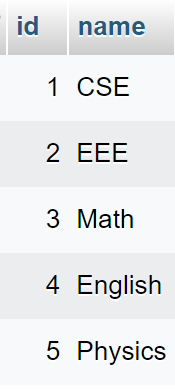 id name
1 CSE
2 EEE
3 Math
4 English
5 Physics